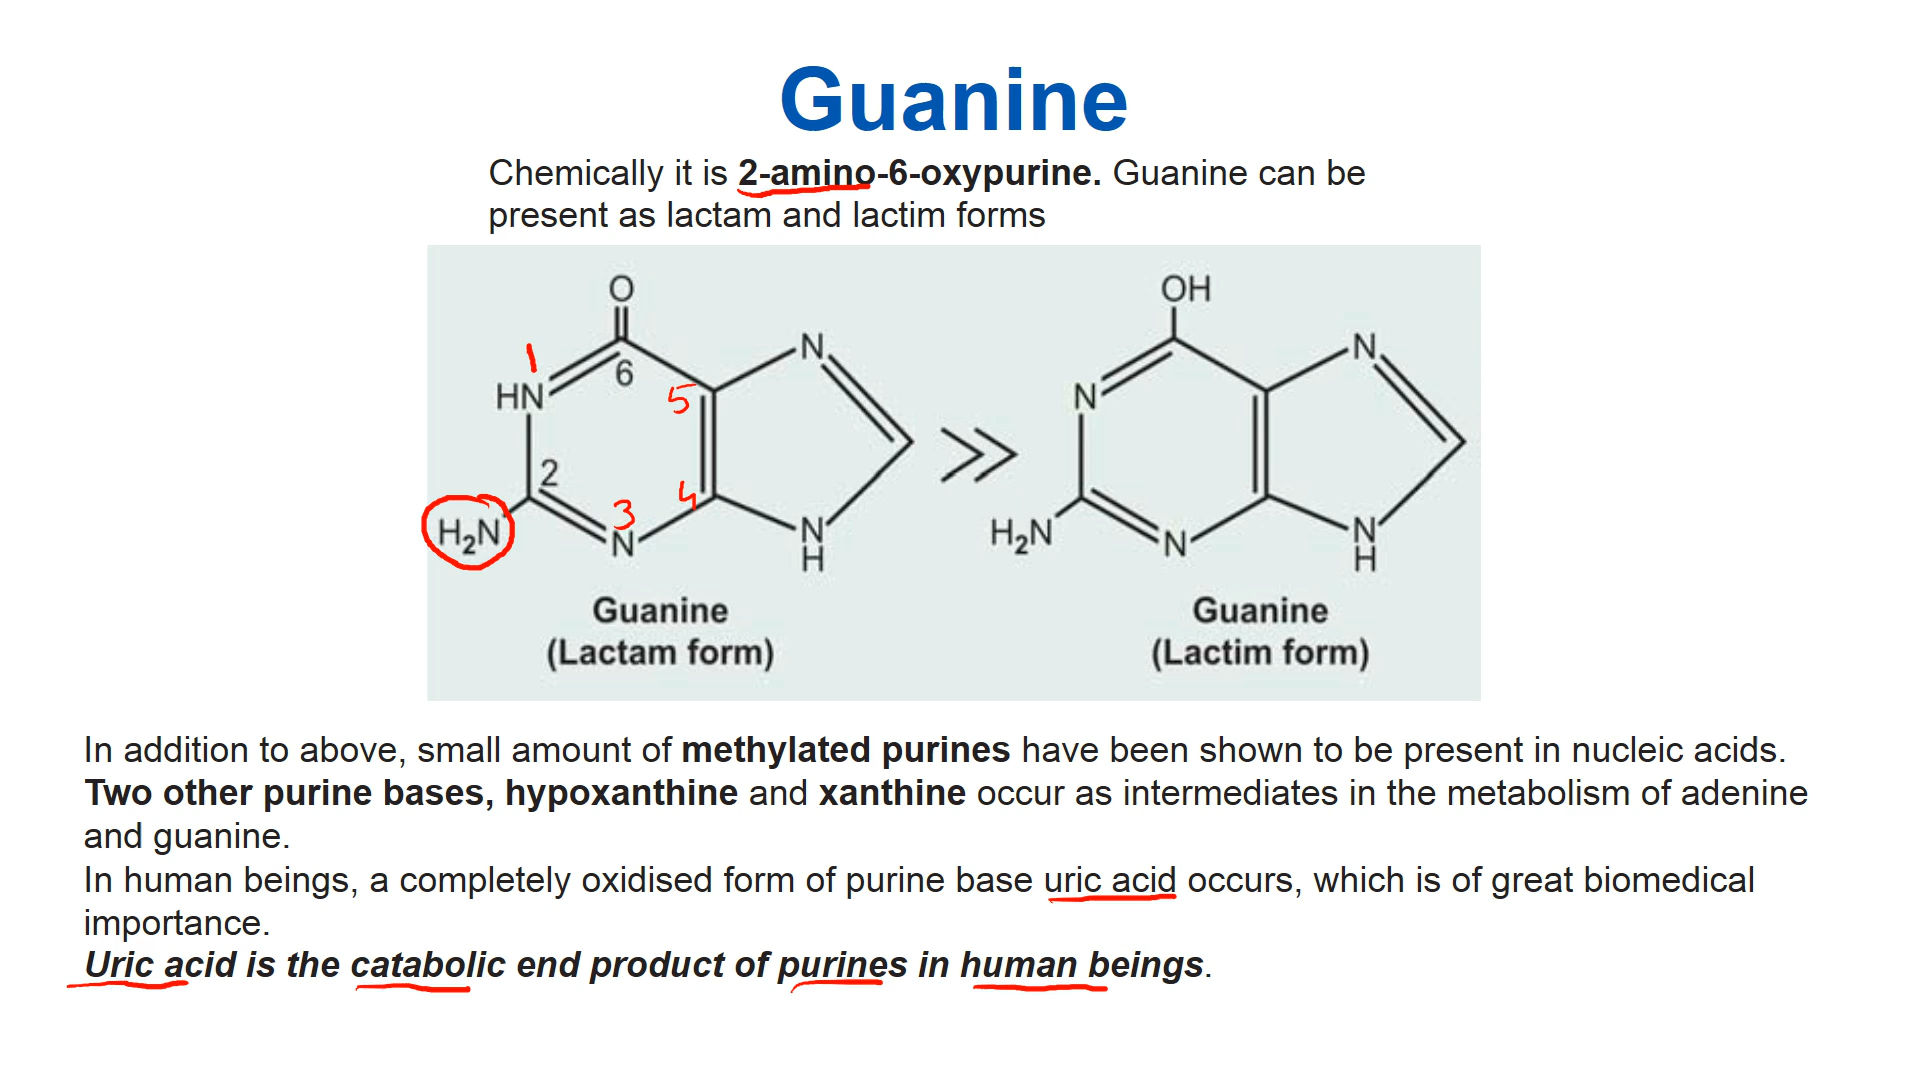 Guanine
Chemically it is 2-amino-6-oxypurine. Guanine can be
present as lactam and lactim forms
O
OH
1
N
N
6
HN
5
N
2
4
3
H₂N
N
N
H
H₂N
N
N
H
Guanine
(Lactam form)
Guanine
(Lactim form)
In addition to above, small amount of methylated purines have been shown to be present in nucleic acids.
Two other purine bases, hypoxanthine and xanthine occur as intermediates in the metabolism of adenine
and guanine.
In human beings, a completely oxidised form of purine base uric acid occurs, which is of great biomedical
importance.
Uric acid is the catabolic end product of purines in human beings.